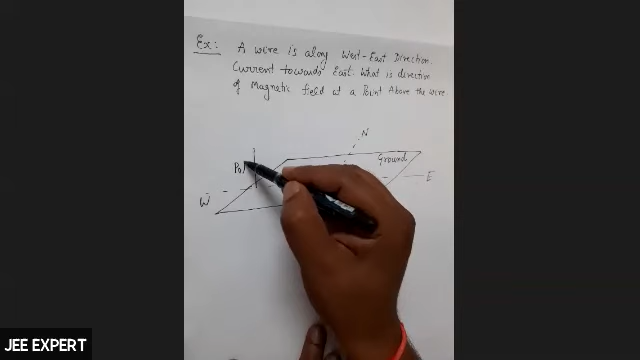 Ex: A wire is along West-East Direction.
Current towards East. What is direction
of Magnetic field at a Point Above the wire
N
Ground
Po
E
W
JEE EXPERT